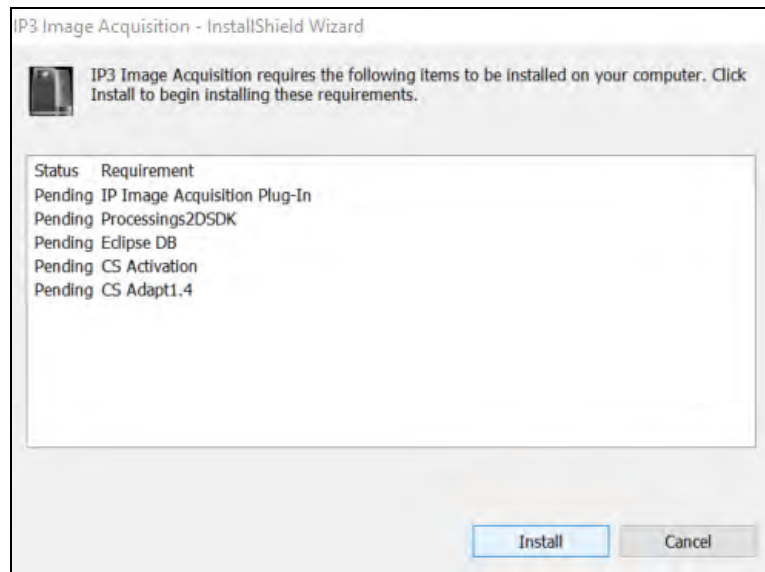 IP3 Image Acquisition - InstallShield Wizard
IP3 Image Acquisition requires the following items to be installed on your computer. Click
Install to begin installing these requirements.
Status Requirement
Pending IP Image Acquisition Plug-In
Pending Processings2DSDK
Pending Eclipse DB
Pending CS Activation
Pending CS Adapt1.4
Install Cancel